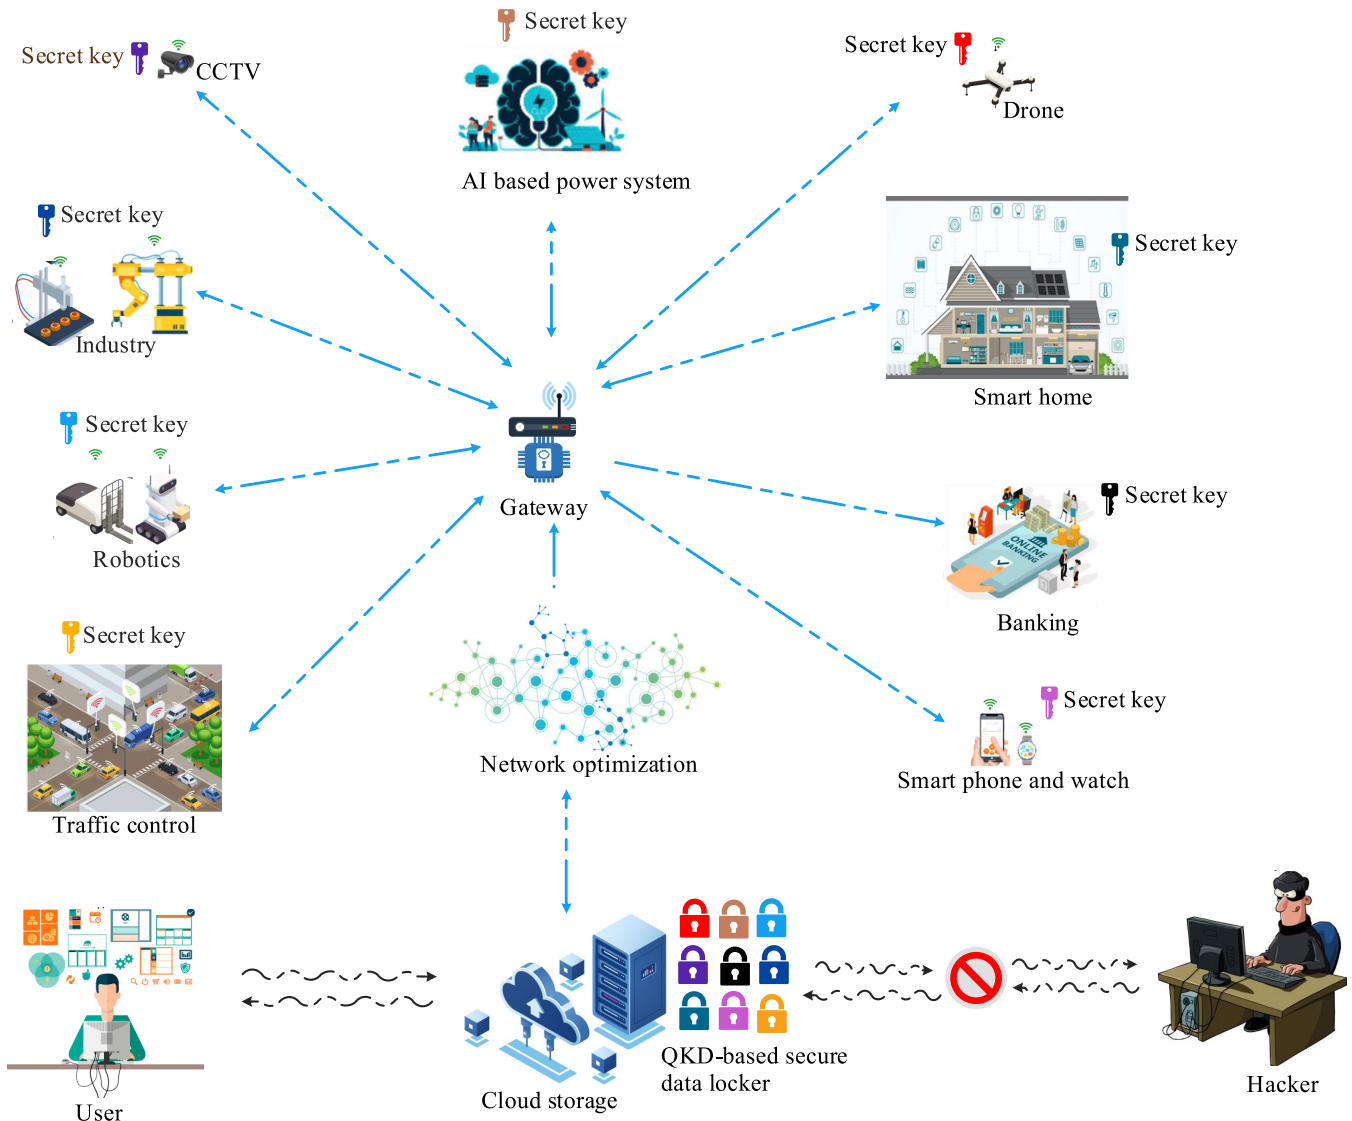 Secret key
Secret key
CCTV
Secret key
Drone
AI based power system
Secret key
Secret key
Industry
Smart home
Secret key
Gateway
Secret key
ONLINE
BANKING
Robotics
Banking
Secret key
Secret key
Network optimization
Smart phone and watch
Traffic control
QKD-based secure
data locker
Cloud storage
User
Hacker